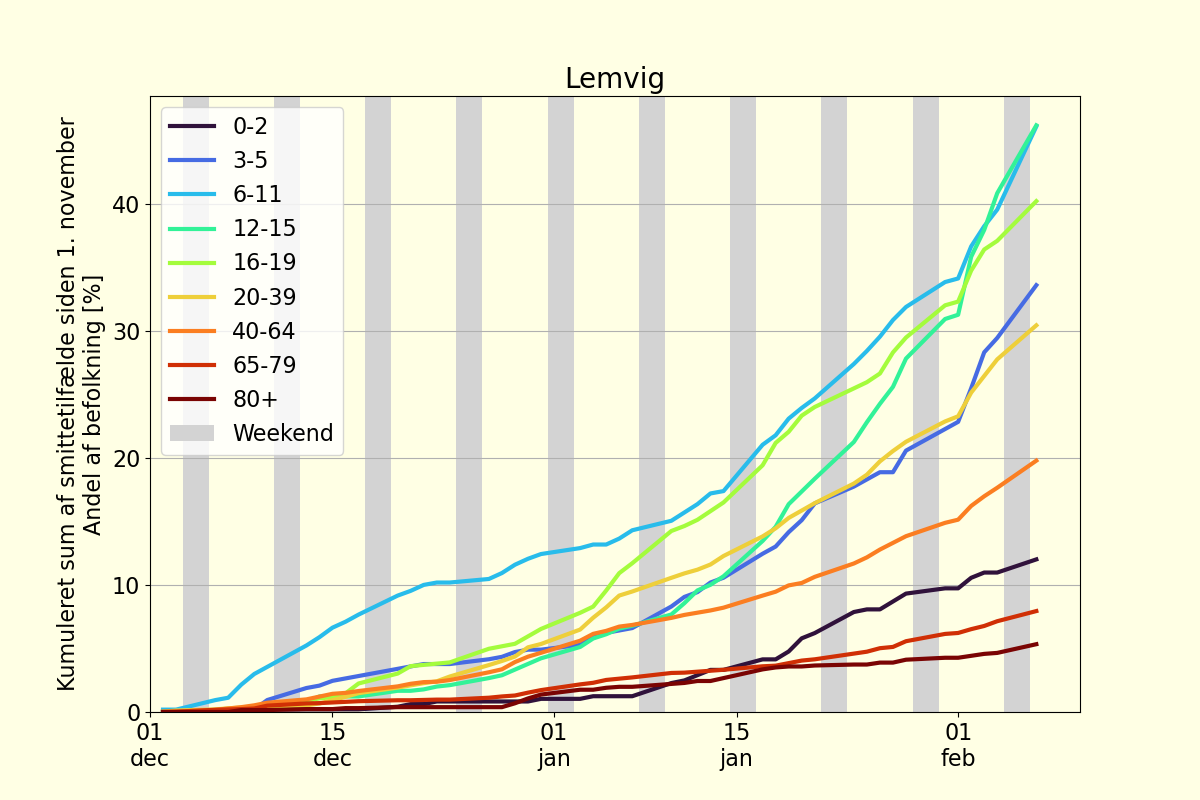 Lemvig
Kumuleret sum af smittetilfælde siden 1. november
Andel af befolkning [%]
40
30
20
10
0
0-2
3-5
6-11
12-15
16-19
20-39
40-64
65-79
80+
Weekend
01
dec
15
dec
01
jan
15
jan
01
feb